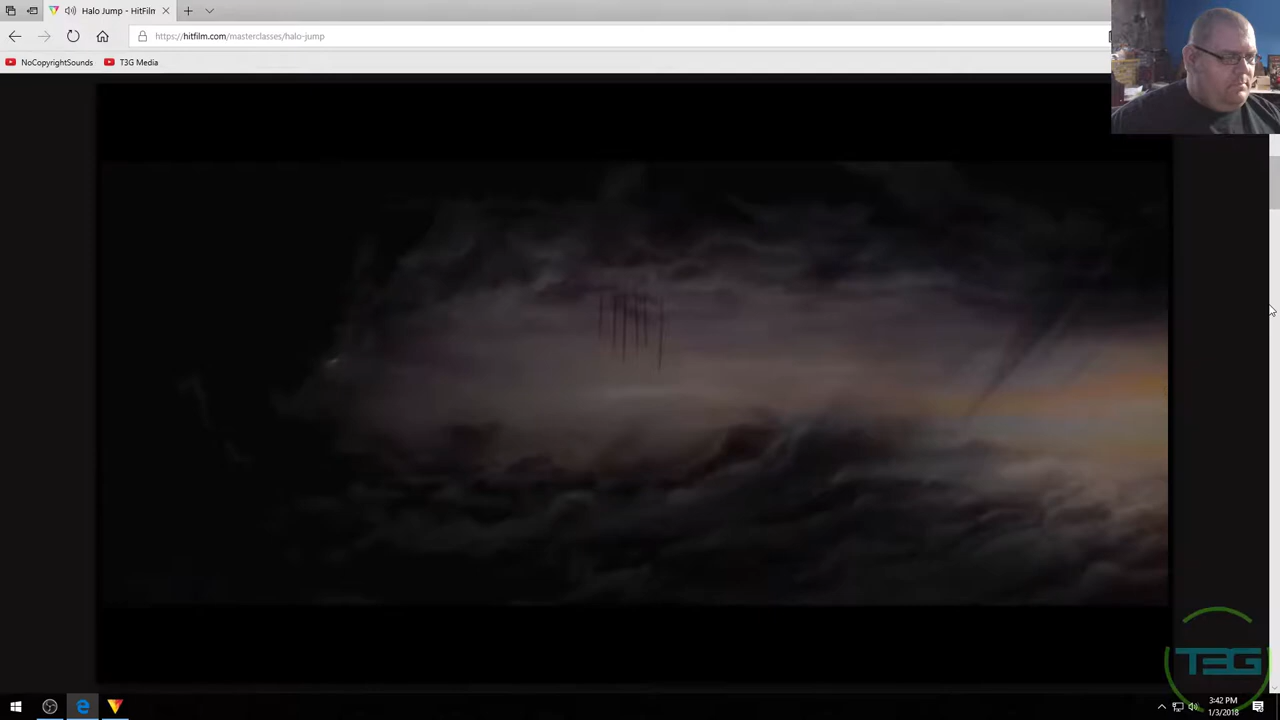 Halo Jump - HitFilm
https://hitfilm.com/masterclasses/halo-jump
NoCopyrightSounds
T3G Media
T3G
3:42 PM
1/3/2018